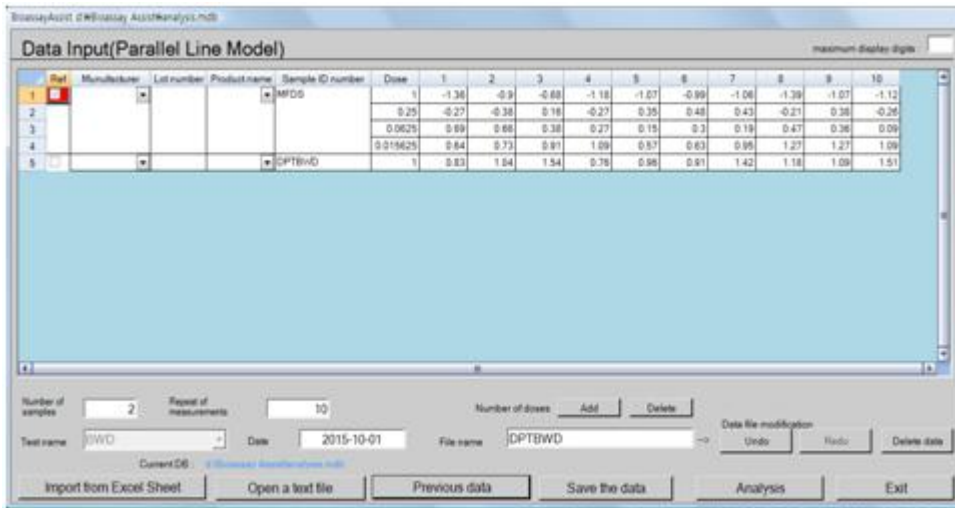 BioassayAssist d:₩Bioassay Assist₩analysis.mdb
Data Input(Parallel Line Model)
maximum display digits
Ref Munufacturer Lot number Product name Sample ID number Dose 1 2 3 4 5 6 7 8 9 10
1 MFDS 1 -1.36 -0.9 -0.68 -1.18 -1.07 -0.99 -1.06 -1.39 -1.07 -1.12
2 0.25 -0.27 -0.38 0.16 -0.27 0.35 0.48 0.43 -0.21 0.38 -0.26
3 0.0625 0.69 0.66 0.38 0.27 0.15 0.3 0.19 0.47 0.36 0.09
4 0.015625 0.64 0.73 0.91 1.09 0.57 0.63 0.95 1.27 1.27 1.09
5 DPTBWD 1 0.83 1.04 1.54 0.76 0.96 0.91 1.42 1.18 1.09 1.51
Number of samples 2 Repeat of measurements 10 Number of doses Add Delete
Data file modification
Test name BWD Date 2015-10-01 File name DPTBWD --> Undo Redo Delete data
Current DB :
Import from Excel Sheet Open a text file Previous data Save the data Analysis Exit